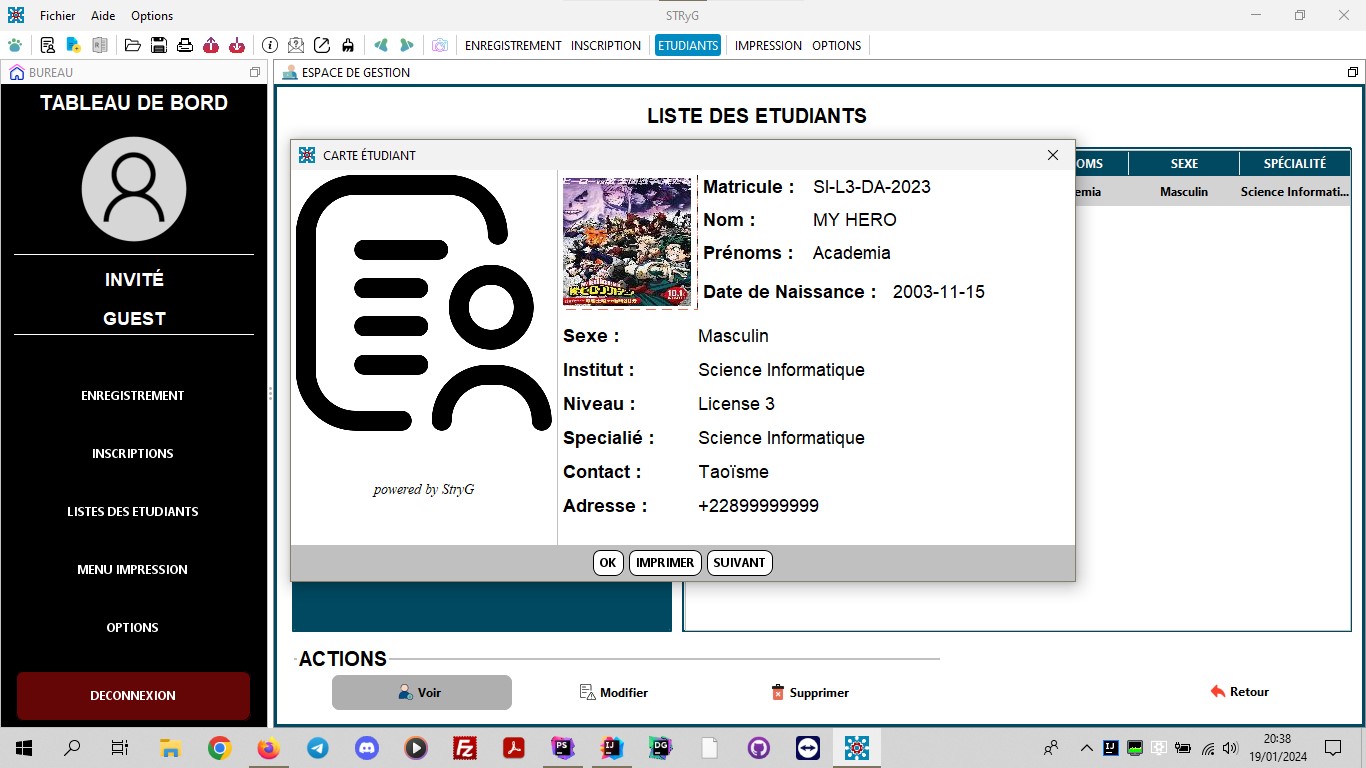 Fichier Aide Options STRyG
ENREGISTREMENT INSCRIPTION ETUDIANTS IMPRESSION OPTIONS
BUREAU
ESPACE DE GESTION
TABLEAU DE BORD
INVITÉ
GUEST
ENREGISTREMENT
INSCRIPTIONS
LISTES DES ETUDIANTS
MENU IMPRESSION
OPTIONS
DECONNEXION
LISTE DES ETUDIANTS
OMS SEXE SPÉCIALITÉ
emia Masculin Science Informati...
CARTE ÉTUDIANT
Matricule : SI-L3-DA-2023
Nom : MY HERO
Prénoms : Academia
Date de Naissance : 2003-11-15
Sexe : Masculin
Institut : Science Informatique
Niveau : License 3
Specialié : Science Informatique
Contact : Taoïsme
Adresse : +22899999999
powered by StryG
OK IMPRIMER SUIVANT
ACTIONS
Voir Modifier Supprimer Retour
PS IJ DG IJ
20:38
19/01/2024